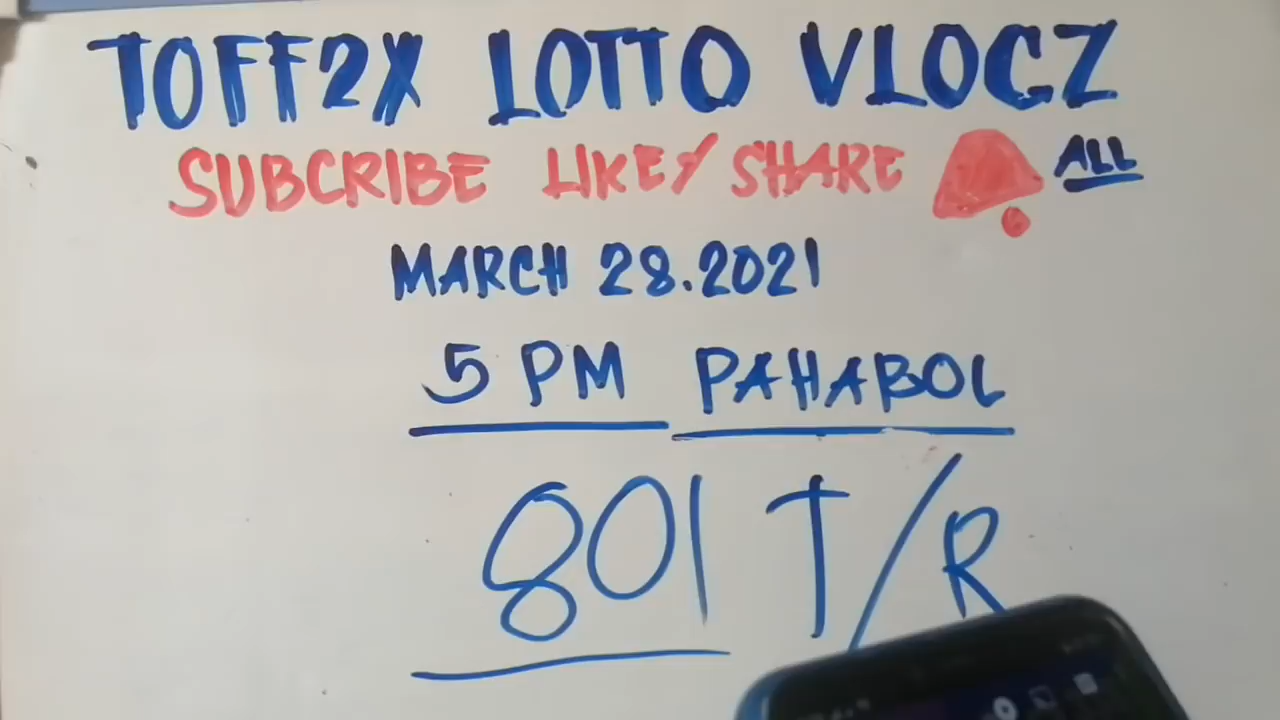 TOFF2X LOTTO VLOGZ
SUBCRIBE LIKE/ SHARE ALL
MARCH 28.2021
5 PM PAHABOL
801 T/R